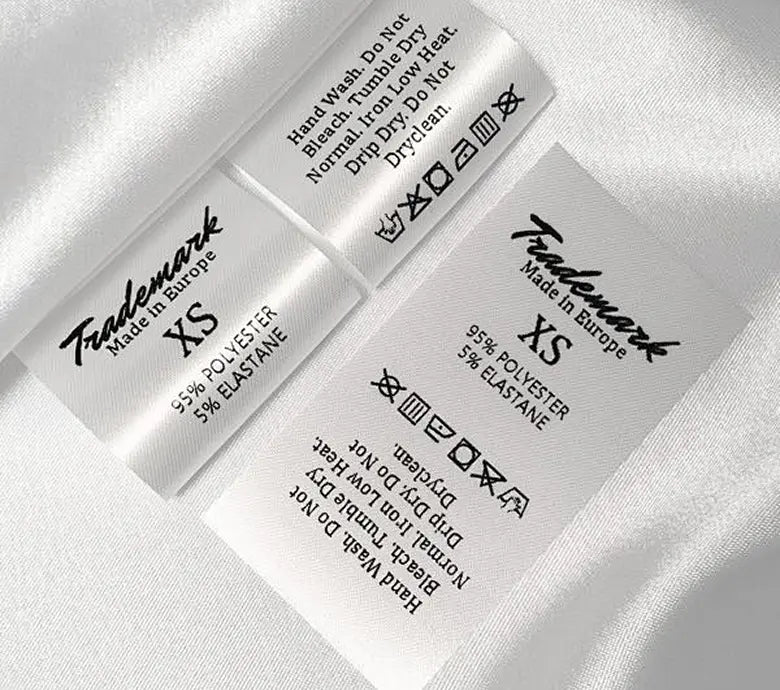 Hand Wash. Do Not
Bleach. Tumble Dry
Normal. Iron Low Heat.
Drip Dry. Do Not
Dryclean.
Trademark
Made in Europe
XS
95% POLYESTER
5% ELASTANE
Trademark
Made in Europe
XS
95% POLYESTER
5% ELASTANE
Hand Wash. Do Not
Bleach. Tumble Dry
Normal. Iron Low Heat.
Drip Dry. Do Not
Dryclean.